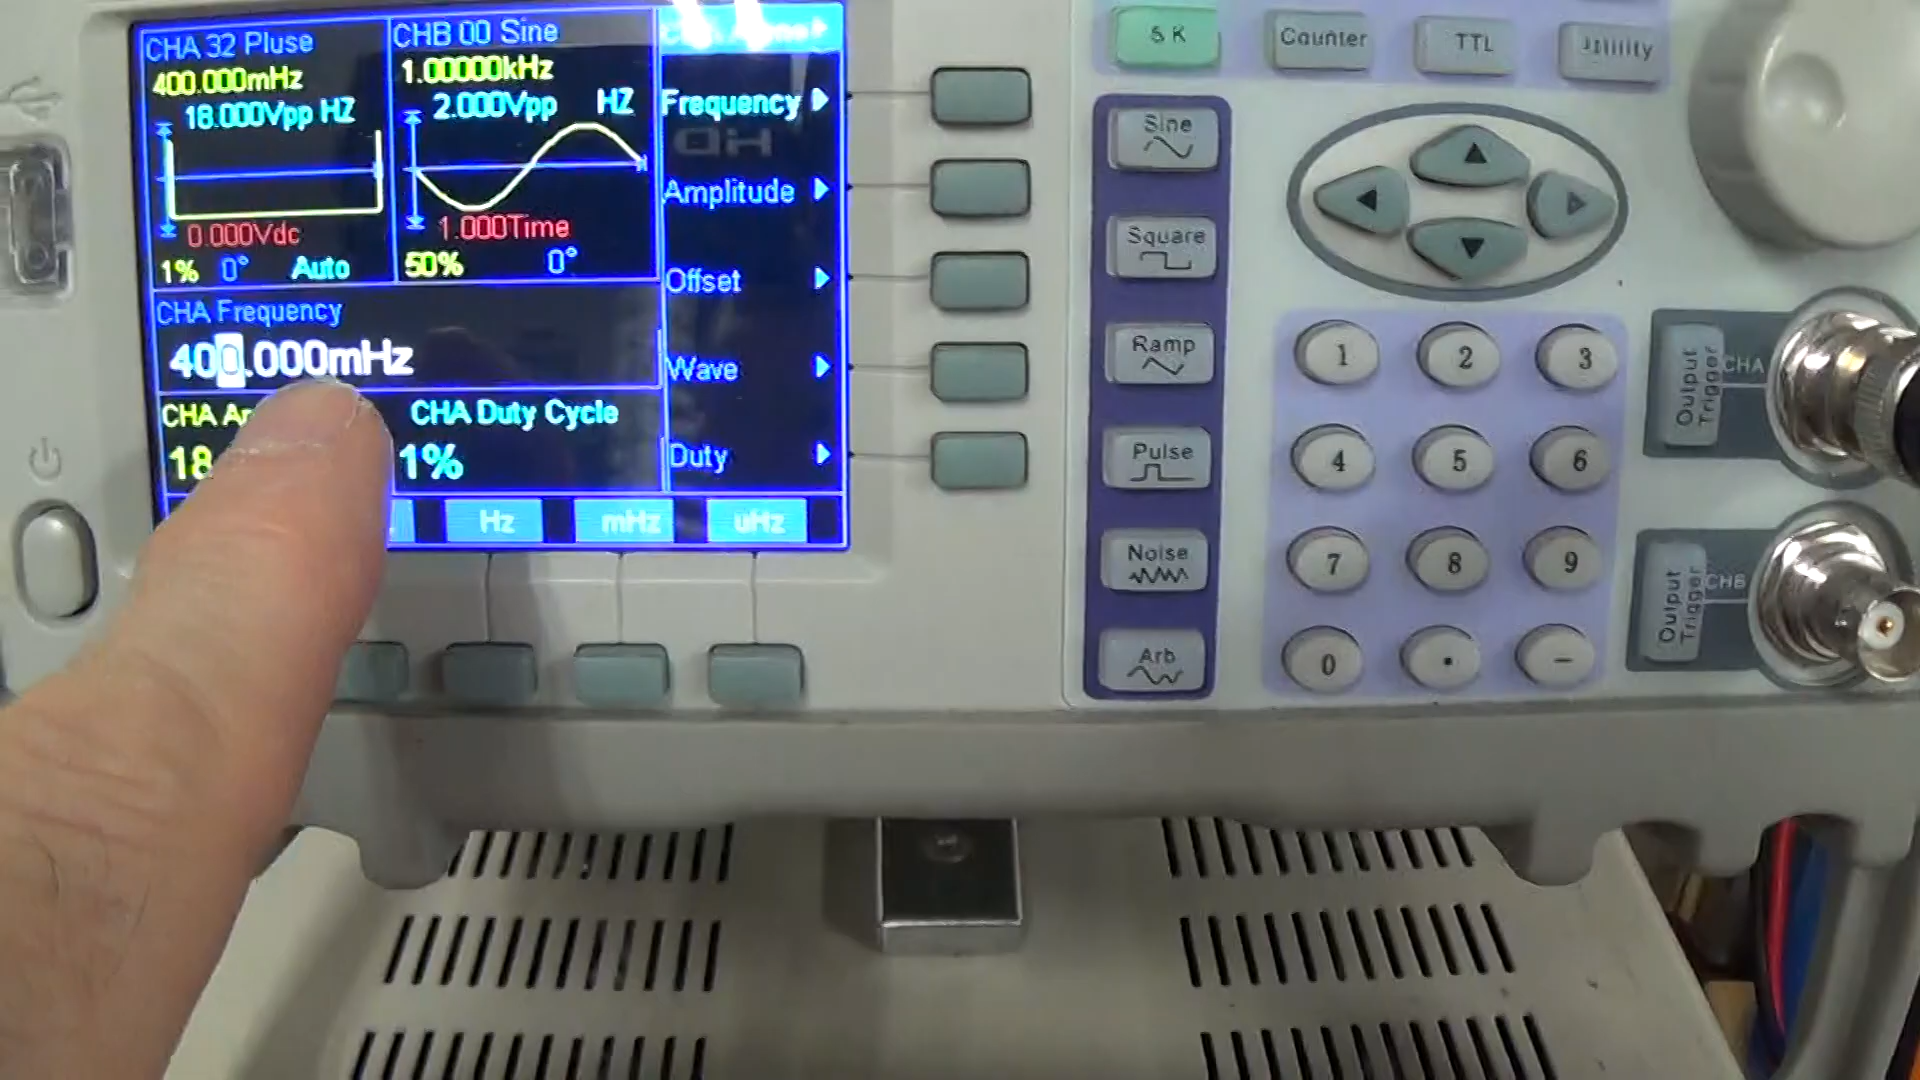 CHA 32 Pluse
400.000mHz
18.000Vpp HZ
0.000Vdc
1% 0° Auto
CHB 00 Sine
1.00000kHz
2.000Vpp HZ
1.000Time
50% 0°
Frequency
Amplitude
Offset
Wave
Duty
CHA Frequency
400.000mHz
CHA
18
CHA Duty Cycle
1%
Hz
mHz
uHz
Counter
TTL
Utility
Sine
Square
Ramp
Pulse
Noise
Arb
1 2 3
4 5 6
7 8 9
0 . −
Output
Trigger
CHA
Output
Trigger
CHB